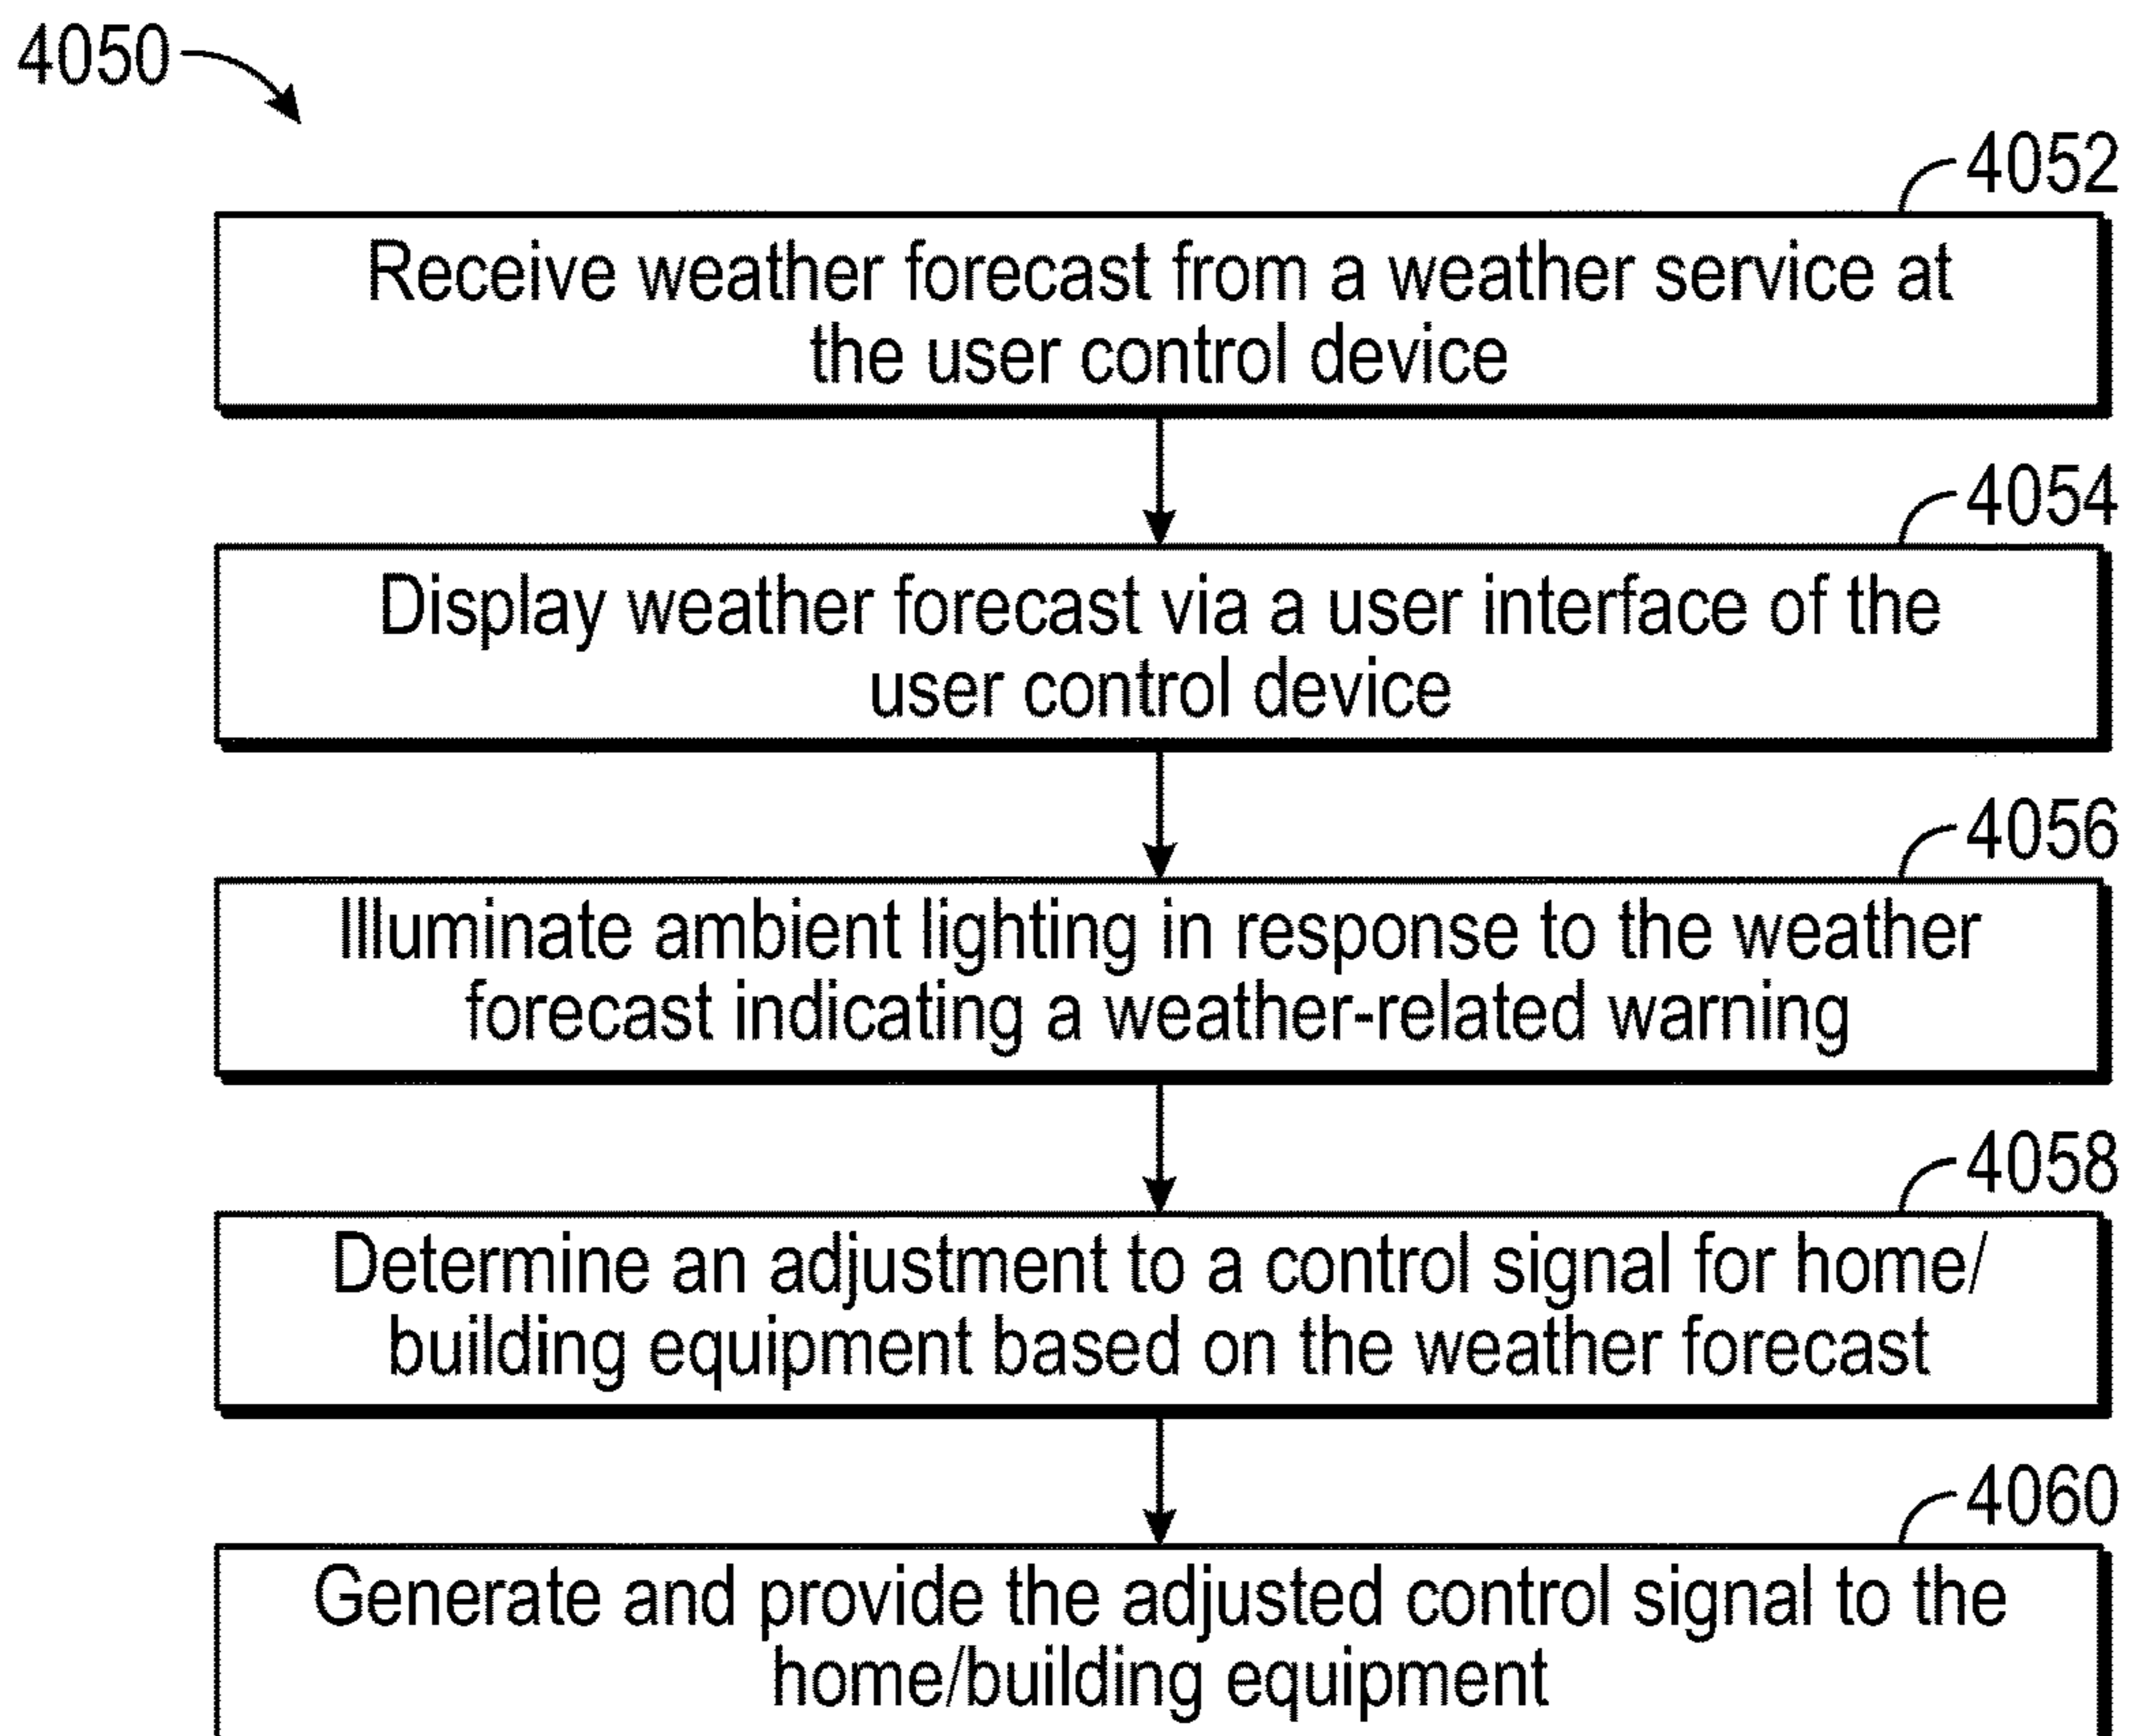 4050
4052
Receive weather forecast from a weather service at
the user control device
4054
Display weather forecast via a user interface of the
user control device
4056
Illuminate ambient lighting in response to the weather
forecast indicating a weather-related warning
4058
Determine an adjustment to a control signal for home/
building equipment based on the weather forecast
4060
Generate and provide the adjusted control signal to the
home/building equipment